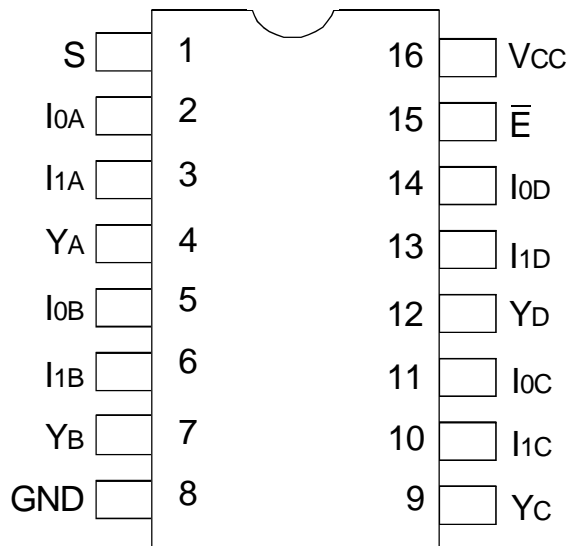 S 1 16 VCC
I0A 2 15 E̅
I1A 3 14 I0D
YA 4 13 I1D
I0B 5 12 YD
I1B 6 11 I0C
YB 7 10 I1C
GND 8 9 YC